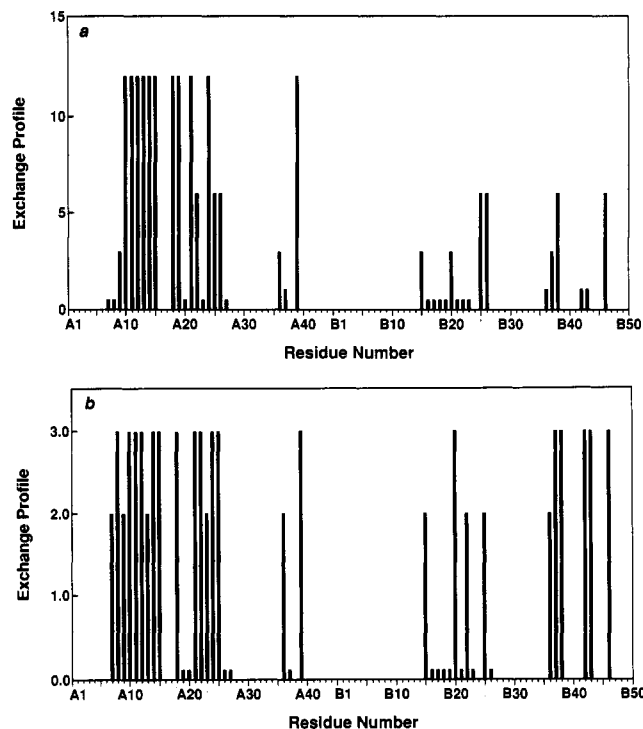 a
15
10
5
0
Exchange Profile
A1 A10 A20 A30 A40 B1 B10 B20 B30 B40 B50
Residue Number
b
3.0
2.0
1.0
0.0
Exchange Profile
A1 A10 A20 A30 A40 B1 B10 B20 B30 B40 B50
Residue Number